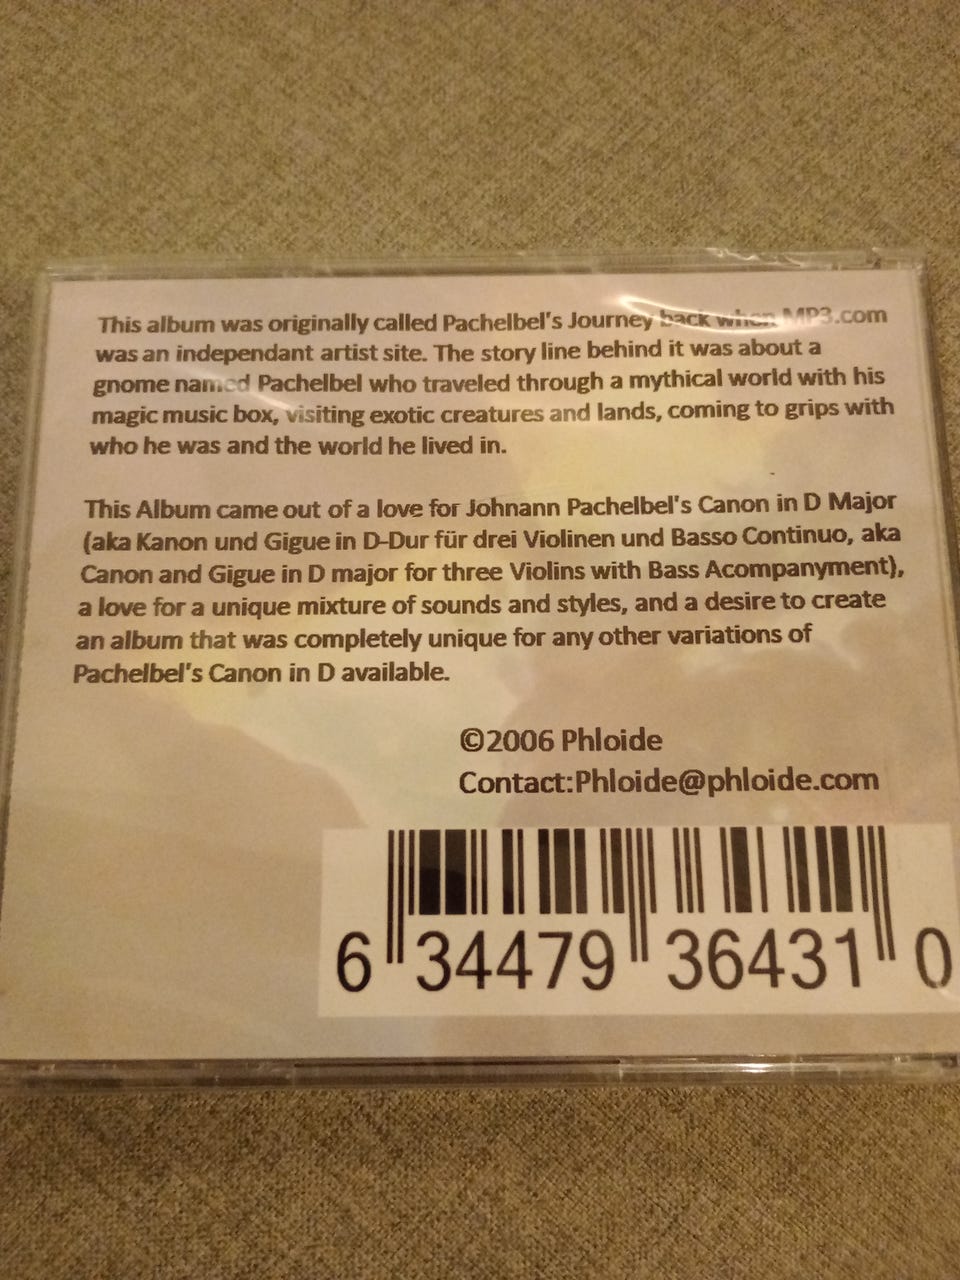 This album was originally called Pachelbel's Journey back when MP3.com
was an independant artist site. The story line behind it was about a
gnome named Pachelbel who traveled through a mythical world with his
magic music box, visiting exotic creatures and lands, coming to grips with
who he was and the world he lived in.
This Album came out of a love for Johnann Pachelbel's Canon in D Major
(aka Kanon und Gigue in D-Dur für drei Violinen und Basso Continuo, aka
Canon and Gigue in D major for three Violins with Bass Acompanyment),
a love for a unique mixture of sounds and styles, and a desire to create
an album that was completely unique for any other variations of
Pachelbel's Canon in D available.
©2006 Phloide
Contact:Phloide@phloide.com
6 34479 36431 0